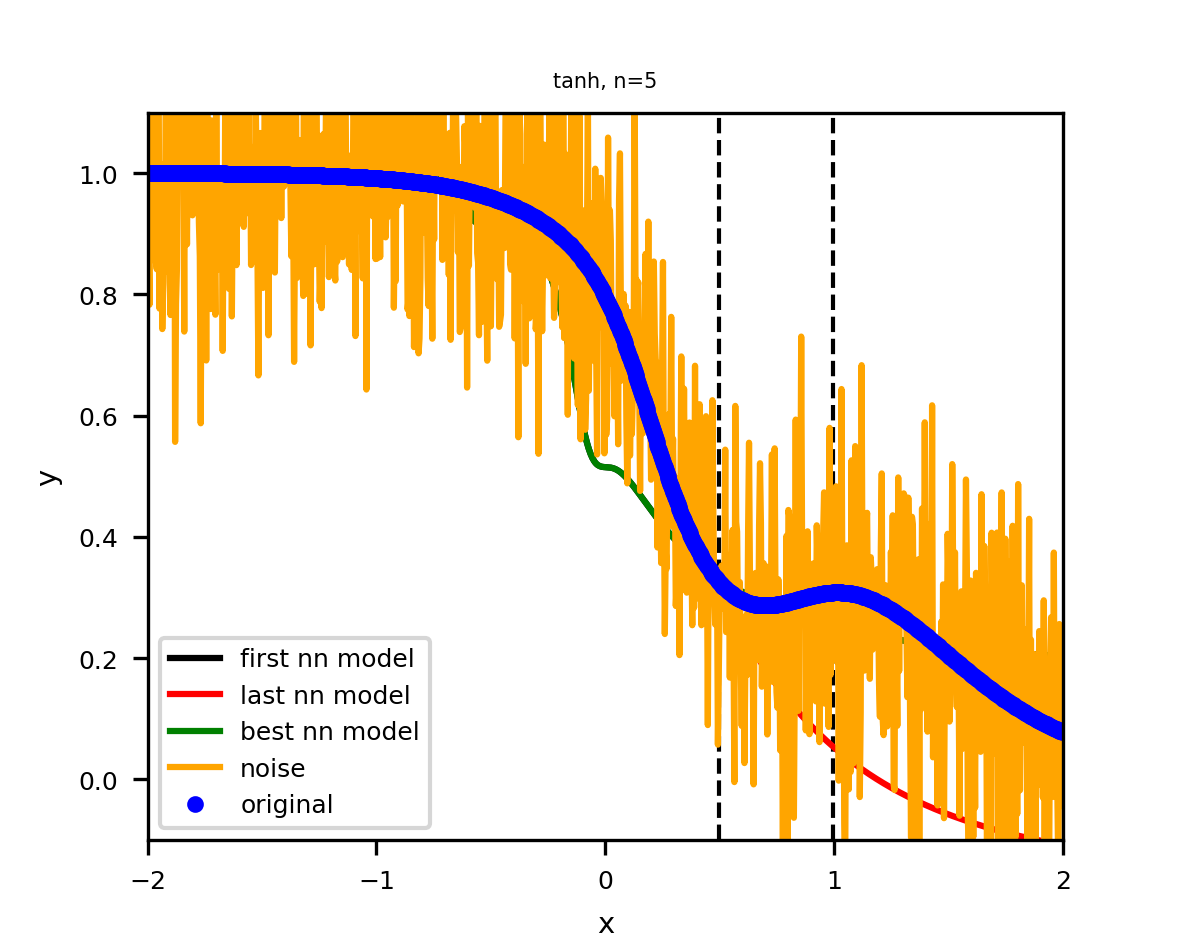 tanh, n=5
1.0
0.8
0.6
0.4
0.2
0.0
y
first nn model
last nn model
best nn model
noise
original
−2
−1
0
1
2
x